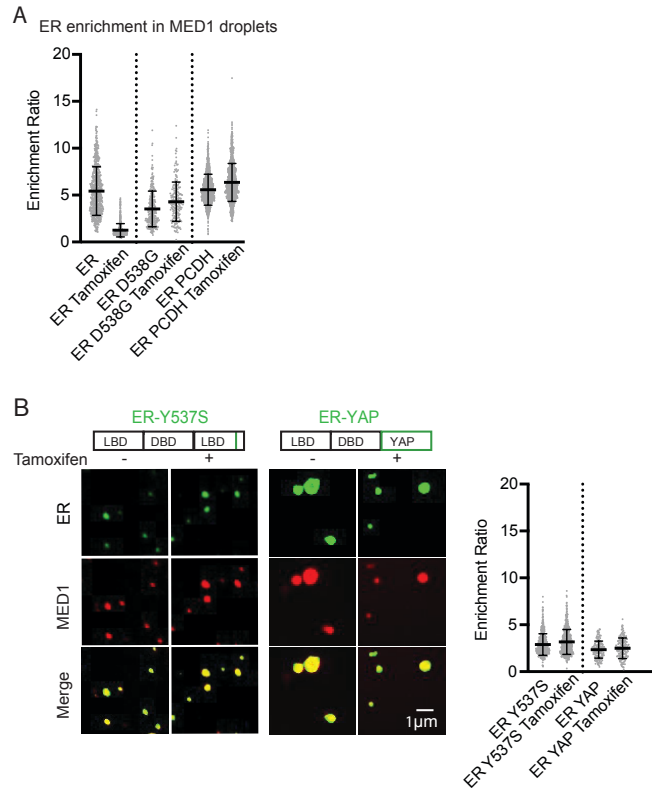 A
ER enrichment in MED1 droplets
Enrichment Ratio
20
15
10
5
0
ER
ER Tamoxifen
ER D538G
ER D538G Tamoxifen
ER PCDH
ER PCDH Tamoxifen
B
ER-Y537S
ER-YAP
LBD DBD LBD
LBD DBD YAP
Tamoxifen - + - +
ER
MED1
Merge
1μm
Enrichment Ratio
20
15
10
5
0
ER Y537S
ER Y537S Tamoxifen
ER YAP
ER YAP Tamoxifen